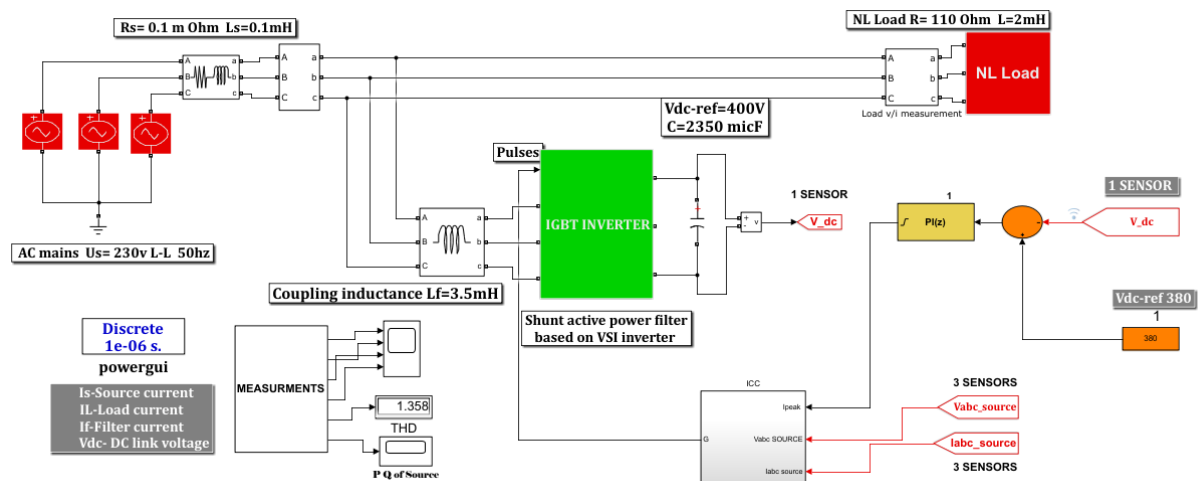 Rs= 0.1 m Ohm Ls=0.1mH
NL Load R= 110 Ohm L=2mH
A
B
C
a
b
c
A
B
C
a
b
c
A
B
C
a
b
c
NL Load
Load v/i measurement
Vdc-ref=400V
C=2350 micF
Pulses
IGBT INVERTER
A
B
C
a
b
c
+
-
v
1 SENSOR
V_dc
1
PI(z)
1 SENSOR
V_dc
AC mains Us= 230v L-L 50hz
Coupling inductance Lf=3.5mH
Shunt active power filter
based on VSI inverter
Vdc-ref 380
1
380
Discrete
1e-06 s.
powergui
Is-Source current
IL-Load current
If-Filter current
Vdc- DC link voltage
MEASURMENTS
1.358
THD
P Q of Source
ICC
G
Ipeak
Vabc SOURCE
Iabc source
3 SENSORS
Vabc_source
Iabc_source
3 SENSORS